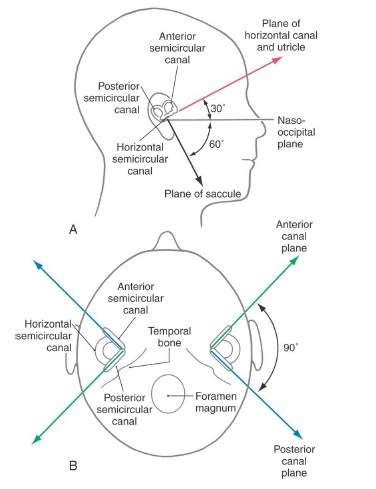 Plane of
horizontal canal
and utricle
Anterior
semicircular
canal
Posterior
semicircular
canal
30°
Naso-
occipital
plane
60°
Horizontal
semicircular
canal
Plane of saccule
A
Anterior
canal
plane
Anterior
semicircular
canal
Horizontal
semicircular
canal
Temporal
bone
90°
Posterior
semicircular
canal
Foramen
magnum
Posterior
canal
plane
B